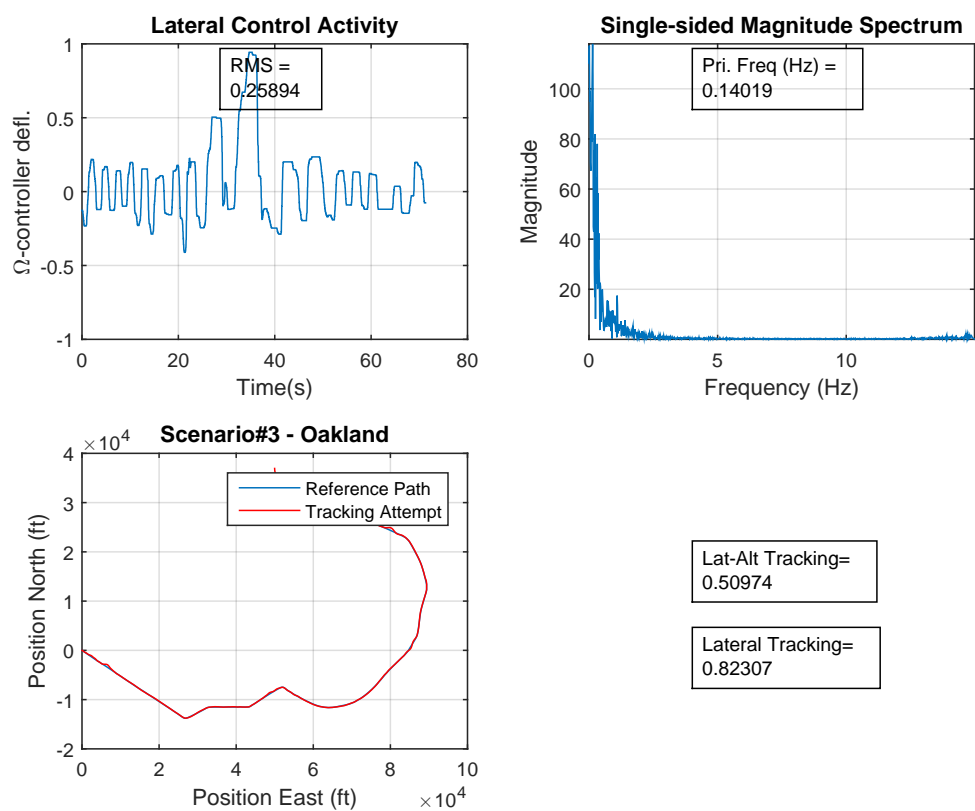 Lateral Control Activity
RMS =
0.25894
1
0.5
0
-0.5
-1
Ω-controller defl.
0
20
40
60
80
Time(s)
Single-sided Magnitude Spectrum
Pri. Freq (Hz) =
0.14019
100
80
60
40
20
Magnitude
0
5
10
Frequency (Hz)
Scenario#3 - Oakland
×10⁴
Reference Path
Tracking Attempt
4
3
2
1
0
-1
-2
Position North (ft)
0
2
4
6
8
10
Position East (ft)
×10⁴
Lat-Alt Tracking=
0.50974
Lateral Tracking=
0.82307